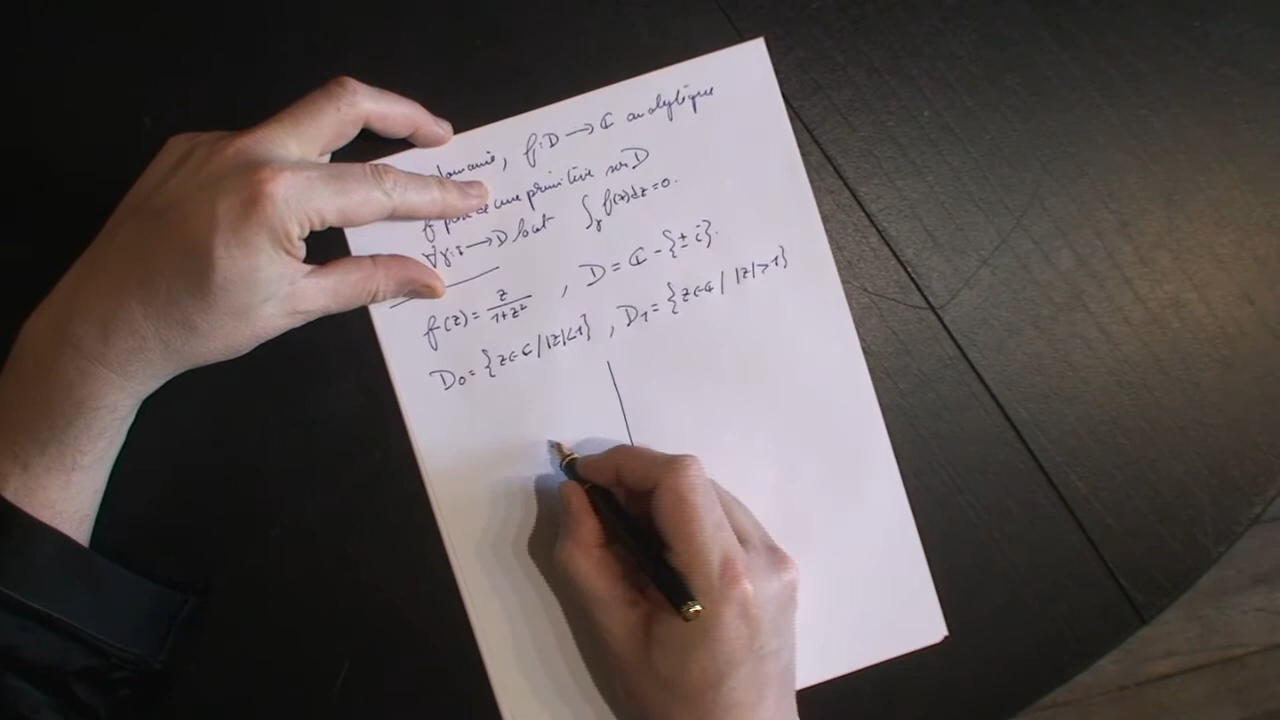 domaine, f: D → ℂ analytique
f possède une primitive sur D
∀γ: I → D lacet ∫γ f(z)dz = 0.
f(z) = z/(1+z²), D = ℂ - {± i}.
D₀ = {z∈ℂ / |z|<1}, D₁ = {z∈ℂ / |z|>1}